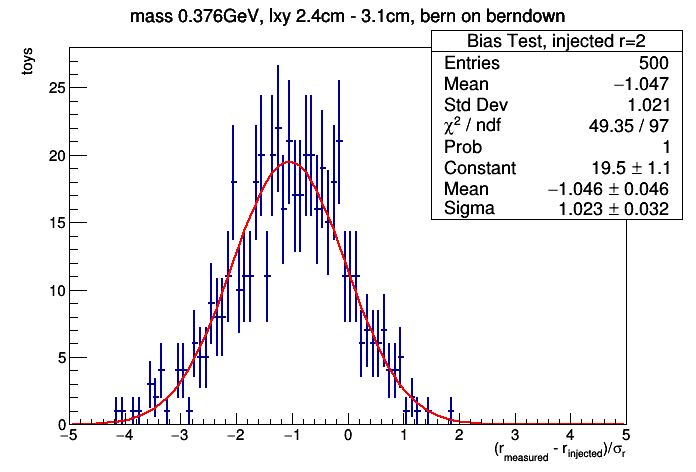 mass 0.376GeV, lxy 2.4cm - 3.1cm, bern on berndown
toys
Bias Test, injected r=2
Entries 500
Mean −1.047
Std Dev 1.021
χ² / ndf 49.35 / 97
Prob 1
Constant 19.5 ± 1.1
Mean −1.046 ± 0.046
Sigma 1.023 ± 0.032
25
20
15
10
5
0
−5 −4 −3 −2 −1 0 1 2 3 4 5
(r_measured - r_injected)/σ_r